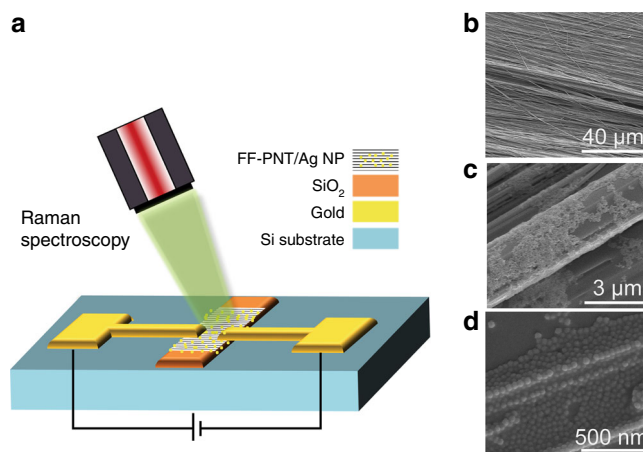 a
Raman
spectroscopy
FF-PNT/Ag NP
SiO₂
Gold
Si substrate
b
40 μm
c
3 μm
d
500 nm